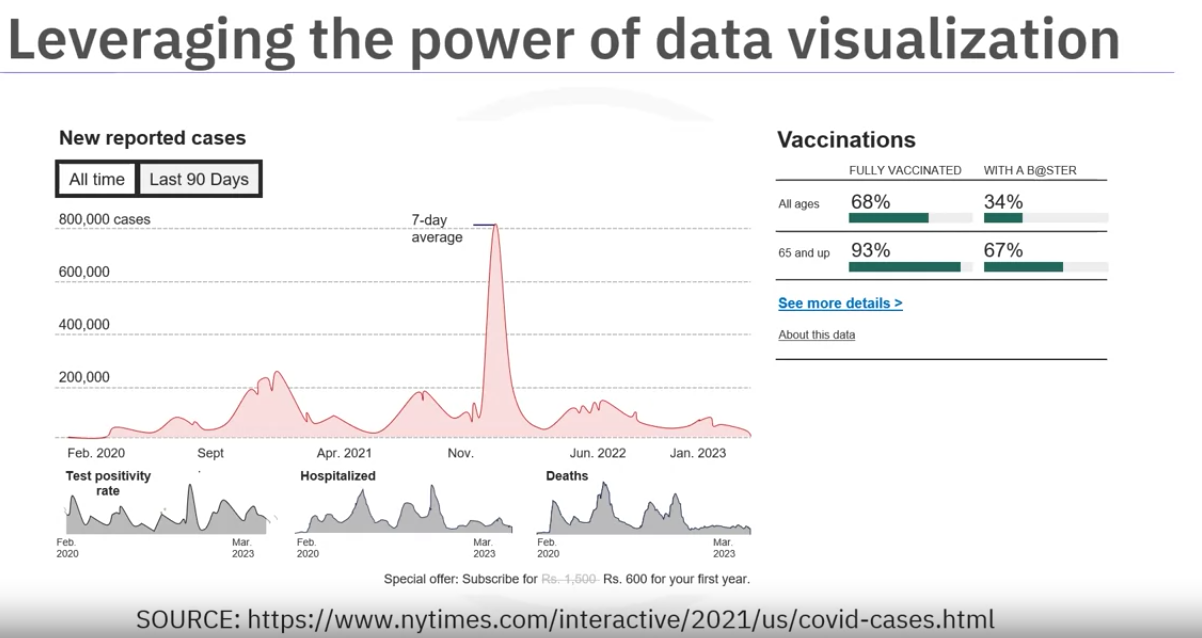 Leveraging the power of data visualization
New reported cases
All time
Last 90 Days
800,000 cases
7-day
average
600,000
400,000
200,000
Feb. 2020
Sept
Apr. 2021
Nov.
Jun. 2022
Jan. 2023
Test positivity
rate
Feb.
2020
Mar.
2023
Hospitalized
Feb.
2020
Mar.
2023
Deaths
Feb.
2020
Mar.
2023
Vaccinations
FULLY VACCINATED WITH A B@STER
All ages 68% 34%
65 and up 93% 67%
See more details >
About this data
Special offer: Subscribe for Rs. 1,500 Rs. 600 for your first year.
SOURCE: https://www.nytimes.com/interactive/2021/us/covid-cases.html